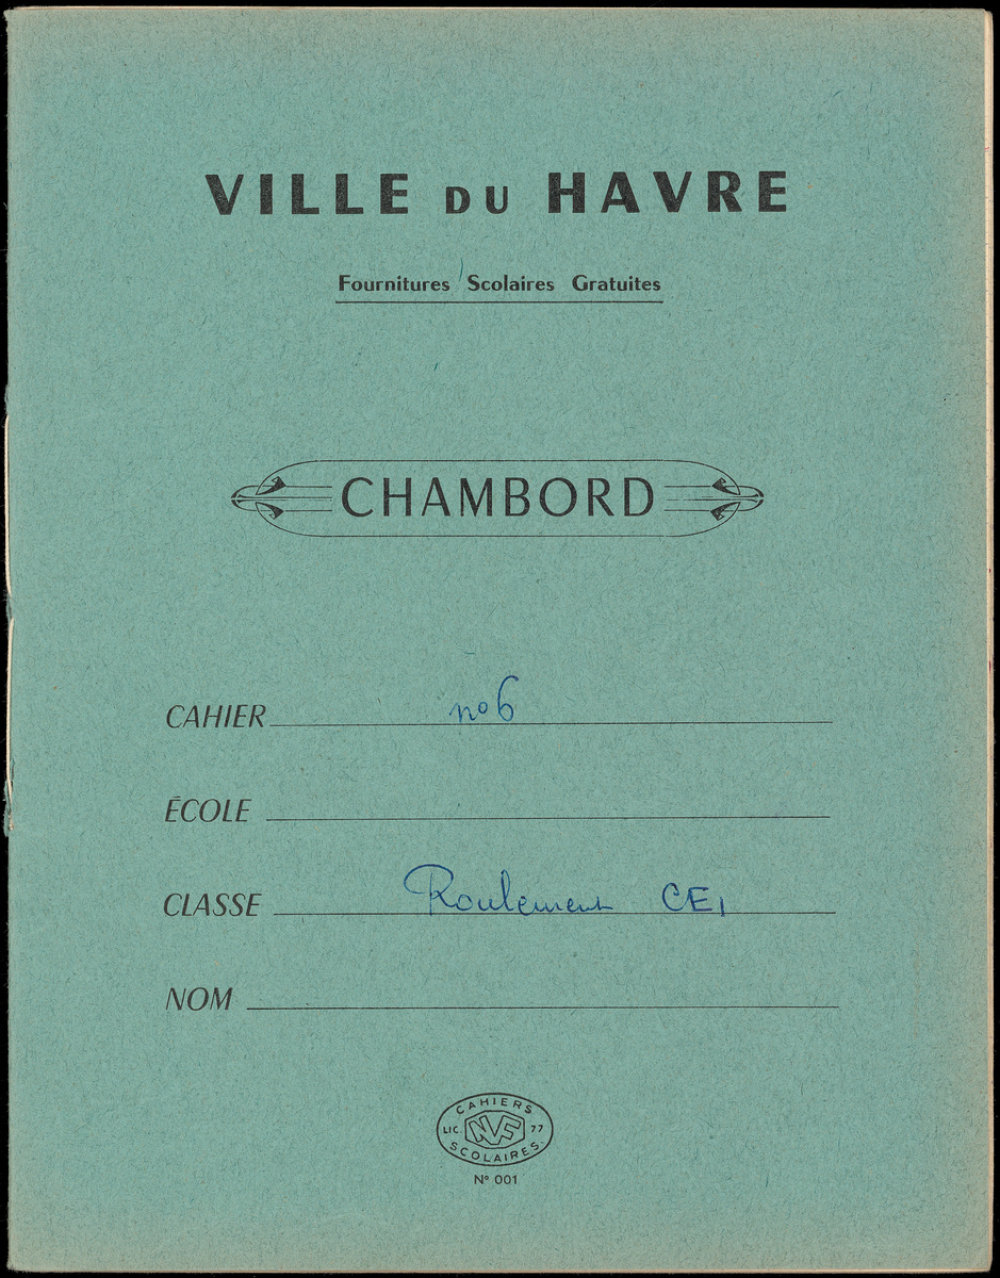 VILLE DU HAVRE
Fournitures Scolaires Gratuites
CHAMBORD
CAHIER n° 6
ÉCOLE
CLASSE Roulement CE1
NOM
CAHIERS
LIC. NF 77
SCOLAIRES
N° 001